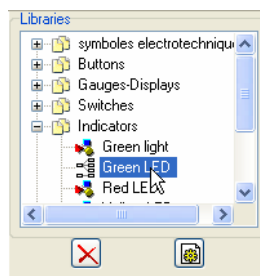 Libraries
symboles electrotechniqu
Buttons
Gauges-Displays
Switches
Indicators
Green light
Green LED
Red LED